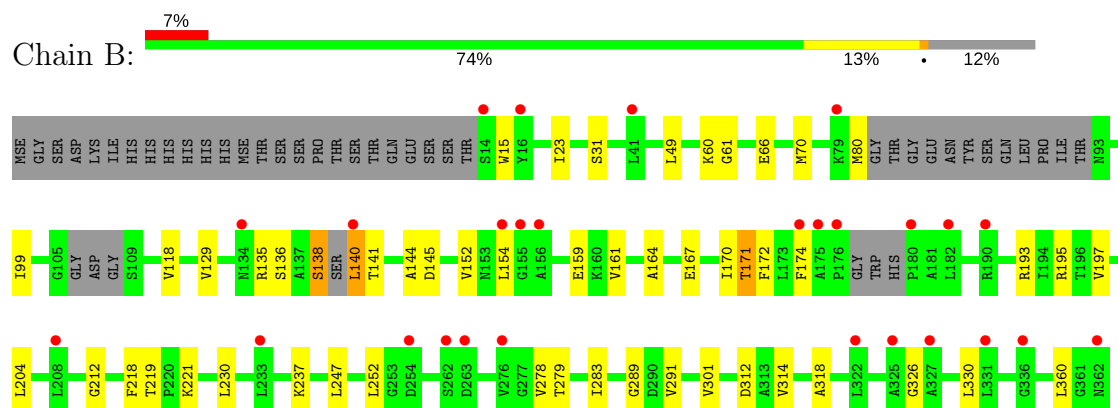 7%
Chain B:
74% 13% • 12%
MSE GLY SER ASP LYS ILE HIS HIS HIS HIS HIS HIS MSE THR SER SER PRO THR SER THR GLN GLU SER SER THR S14 W15 Y16 I23 S31 L41 L49 K60 G61 E66 M70 K79 M80 GLY THR GLY GLU ASN TYR SER GLN LEU PRO ILE THR N93
I99 G105 GLY ASP GLY S109 V118 V129 N134 R135 S136 A137 S138 SER L140 T141 A144 D145 V152 N153 L154 G155 A156 E159 K160 V161 A164 E167 I170 T171 F172 L173 F174 A175 P176 GLY TRP HIS P180 A181 L182 R190 R193 I194 R195 T196 V197
L204 L208 G212 F218 T219 P220 K221 L230 L233 K237 L247 L252 G253 D254 S262 D263 V276 G277 V278 T279 I283 G289 D290 V291 V301 D312 A313 V314 A318 L322 A325 G326 A327 L330 L331 G336 L360 G361 N362